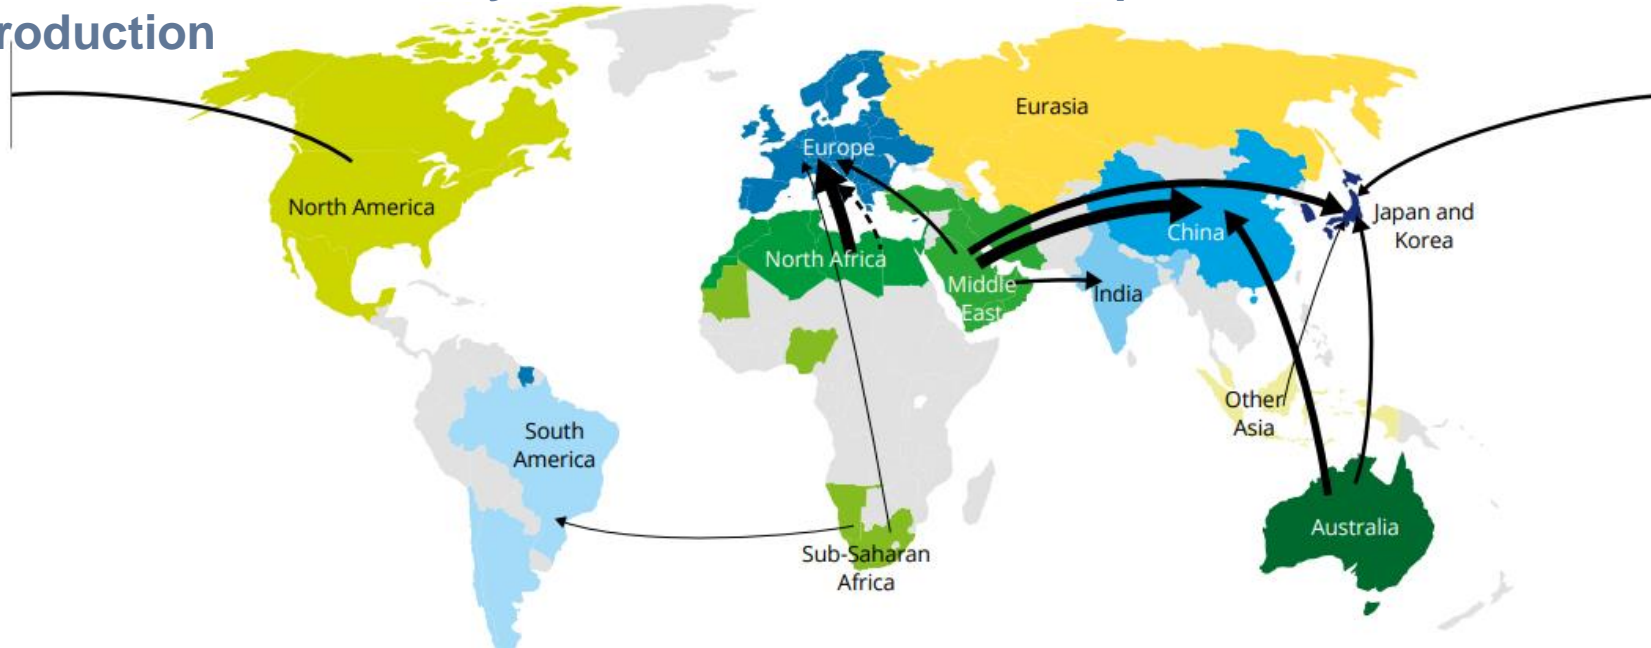 roduction
Eurasia
Europe
North America
Japan and
Korea
China
North Africa
Middle
East
India
Other
Asia
South
America
Australia
Sub-Saharan
Africa